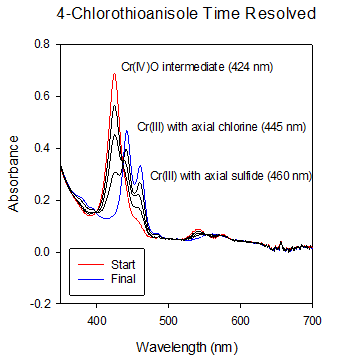 4-Chlorothioanisole Time Resolved
0.8
Cr(IV)O intermediate (424 nm)
0.6
Cr(III) with axial chlorine (445 nm)
Absorbance
0.4
Cr(III) with axial sulfide (460 nm)
0.2
0.0
Start
Final
-0.2
400 500 600 700
Wavelength (nm)